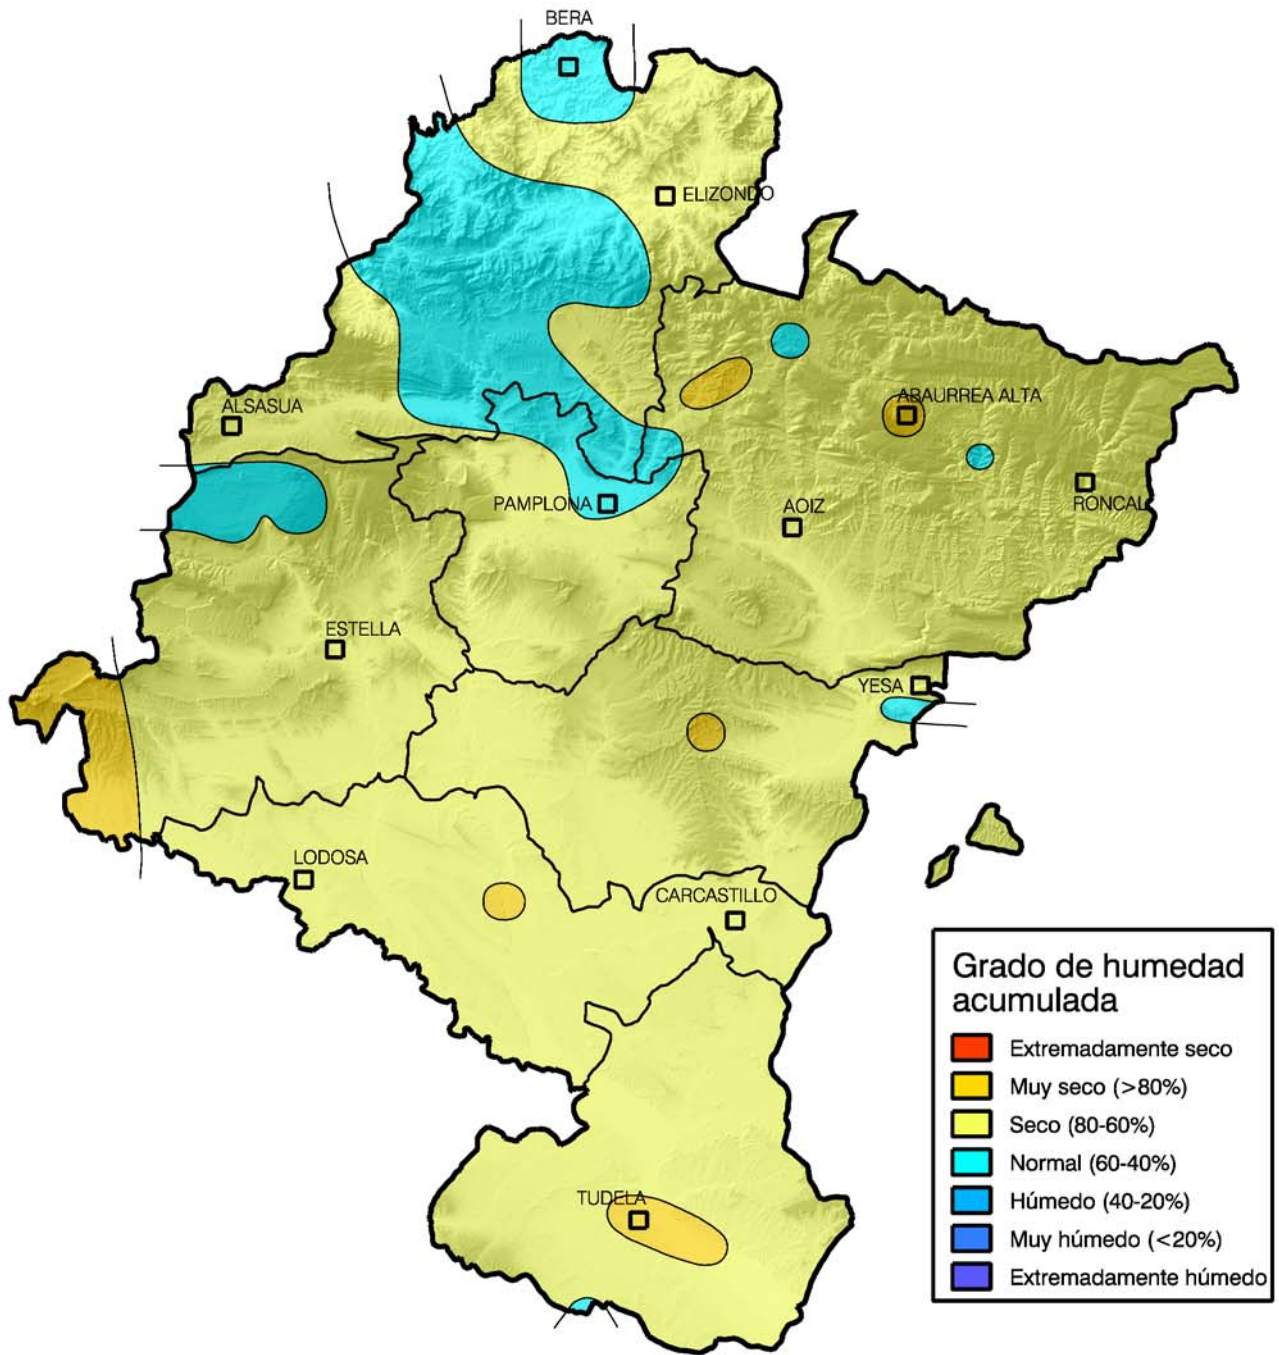 BERA
ELIZONDO
ABAURREA ALTA
ALSASUA
PAMPLONA
AOIZ
RONCAL
ESTELLA
YESA
LODOSA
CARCASTILLO
TUDELA
Grado de humedad
acumulada
Extremadamente seco
Muy seco (>80%)
Seco (80-60%)
Normal (60-40%)
Húmedo (40-20%)
Muy húmedo (<20%)
Extremadamente húmedo